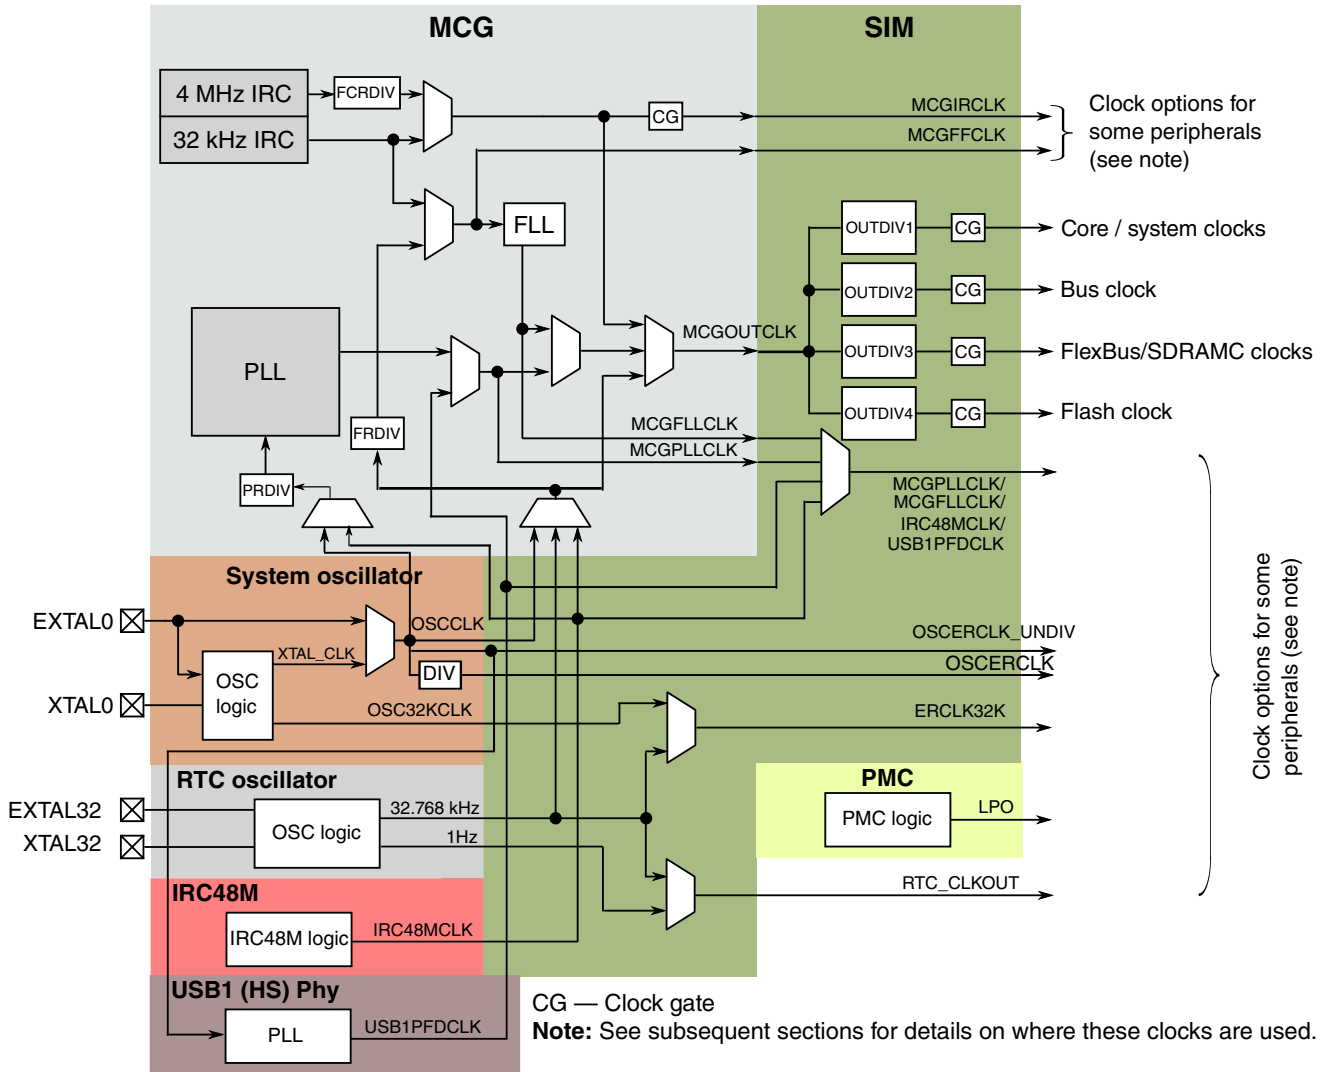 MCG
SIM
4 MHz IRC
FCRDIV
32 kHz IRC
CG
MCGIRCLK
MCGFFCLK
Clock options for
some peripherals
(see note)
FLL
OUTDIV1
CG
Core / system clocks
OUTDIV2
CG
Bus clock
PLL
MCGOUTCLK
OUTDIV3
CG
FlexBus/SDRAMC clocks
OUTDIV4
CG
Flash clock
FRDIV
MCGFLLCLK
MCGPLLCLK
PRDIV
MCGPLLCLK/
MCGFLLCLK/
IRC48MCLK/
USB1PFDCLK
System oscillator
EXTAL0
OSCCLK
OSCERCLK_UNDIV
XTAL_CLK
OSC
logic
DIV
OSCERCLK
XTAL0
OSC32KCLK
ERCLK32K
Clock options for some
peripherals (see note)
RTC oscillator
PMC
EXTAL32
XTAL32
OSC logic
32.768 kHz
1Hz
PMC logic
LPO
RTC_CLKOUT
IRC48M
IRC48M logic
IRC48MCLK
USB1 (HS) Phy
PLL
USB1PFDCLK
CG — Clock gate
Note: See subsequent sections for details on where these clocks are used.